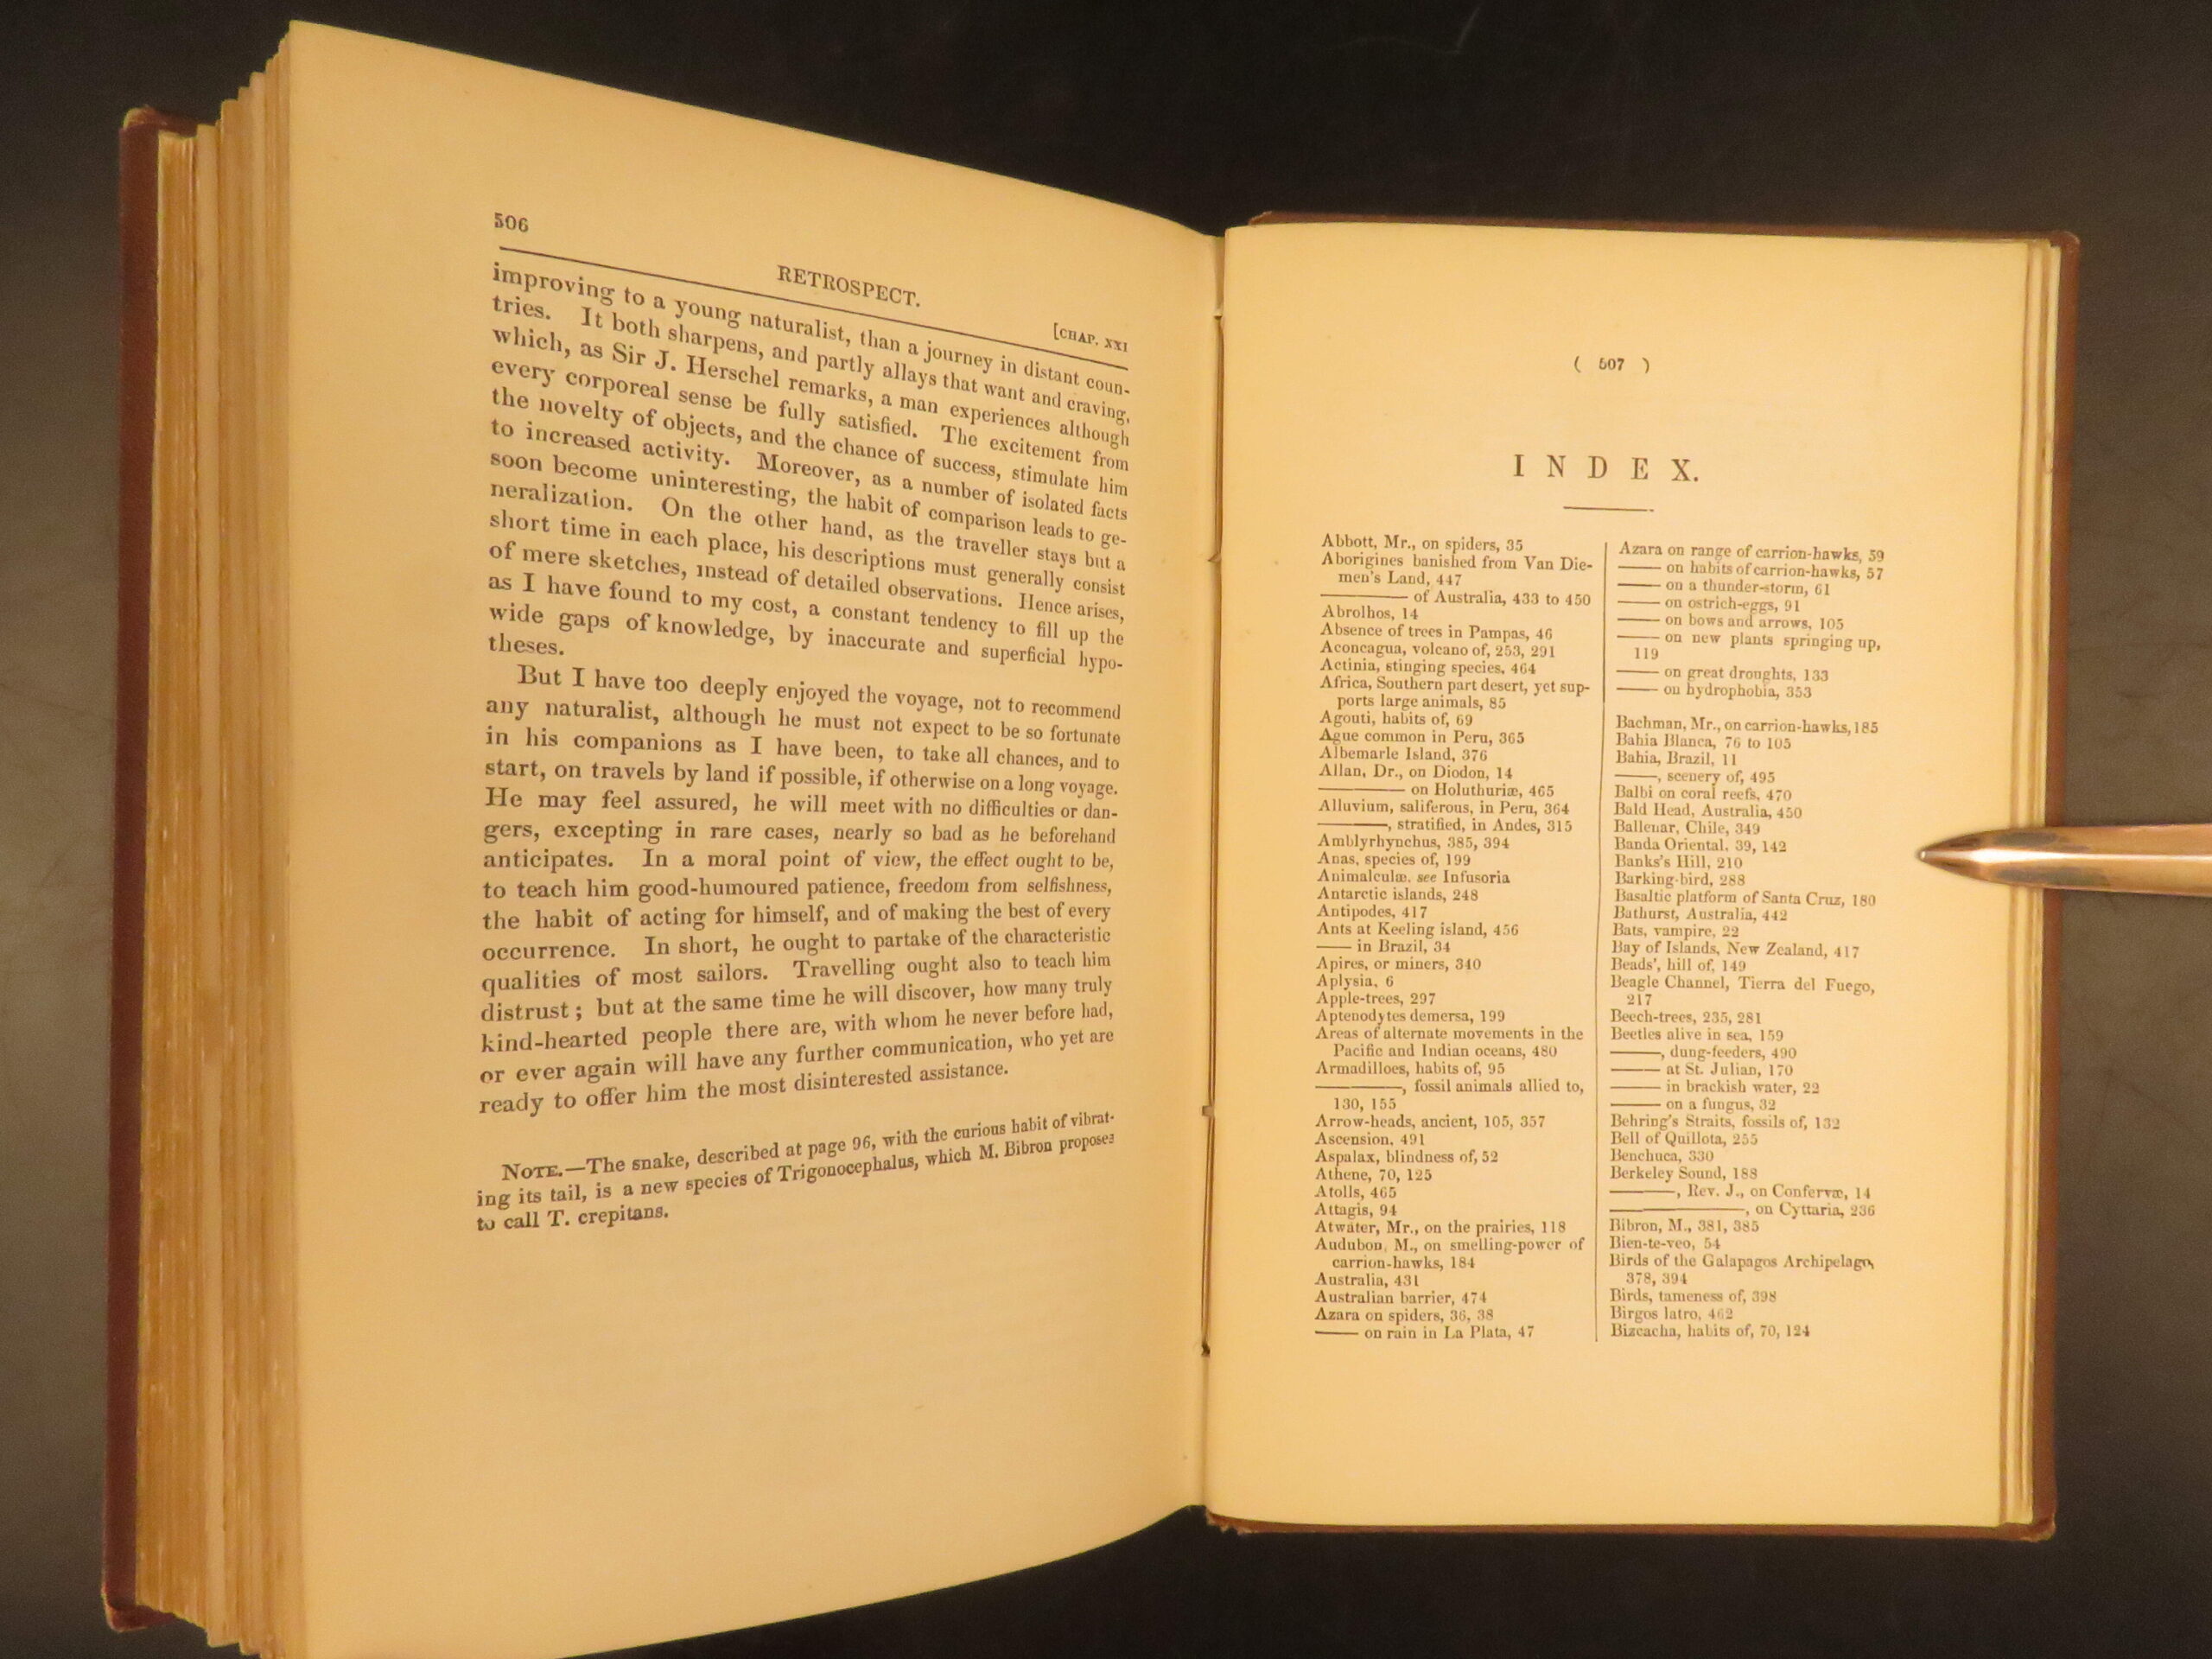 506
RETROSPECT.
[CHAP. XXI
improving to a young naturalist, than a journey in distant coun-
tries. It both sharpens, and partly allays that want and craving,
which, as Sir J. Herschel remarks, a man experiences although
every corporeal sense be fully satisfied. The excitement from
the novelty of objects, and the chance of success, stimulate him
to increased activity. Moreover, as a number of isolated facts
soon become uninteresting, the habit of comparison leads to ge-
neralization. On the other hand, as the traveller stays but a
short time in each place, his descriptions must generally consist
of mere sketches, instead of detailed observations. Hence arises,
as I have found to my cost, a constant tendency to fill up the
wide gaps of knowledge, by inaccurate and superficial hypo-
theses.
But I have too deeply enjoyed the voyage, not to recommend
any naturalist, although he must not expect to be so fortunate
in his companions as I have been, to take all chances, and to
start, on travels by land if possible, if otherwise on a long voyage.
He may feel assured, he will meet with no difficulties or dan-
gers, excepting in rare cases, nearly so bad as he beforehand
anticipates. In a moral point of view, the effect ought to be,
to teach him good-humoured patience, freedom from selfishness,
the habit of acting for himself, and of making the best of every
occurrence. In short, he ought to partake of the characteristic
qualities of most sailors. Travelling ought also to teach him
distrust; but at the same time he will discover, how many truly
kind-hearted people there are, with whom he never before had,
or ever again will have any further communication, who yet are
ready to offer him the most disinterested assistance.
NOTE.—The snake, described at page 96, with the curious habit of vibrat-
ing its tail, is a new species of Trigonocephalus, which M. Bibron proposes
to call T. crepitans.
( 507 )
INDEX.
Abbott, Mr., on spiders, 35
Aborigines banished from Van Die-
men's Land, 447
——— of Australia, 433 to 450
Abrolhos, 14
Absence of trees in Pampas, 46
Aconcagua, volcano of, 253, 291
Actinia, stinging species, 464
Africa, Southern part desert, yet sup-
ports large animals, 85
Agouti, habits of, 69
Ague common in Peru, 365
Albemarle Island, 376
Allan, Dr., on Diodon, 14
——— on Holuthuriæ, 465
Alluvium, saliferous, in Peru, 364
———, stratified, in Andes, 315
Amblyrhynchus, 385, 394
Anas, species of, 199
Animalculæ. see Infusoria
Antarctic islands, 248
Antipodes, 417
Ants at Keeling island, 456
—— in Brazil, 34
Apires, or miners, 340
Aplysia, 6
Apple-trees, 297
Aptenodytes demersa, 199
Areas of alternate movements in the
Pacific and Indian oceans, 480
Armadilloes, habits of, 95
———, fossil animals allied to,
130, 155
Arrow-heads, ancient, 105, 357
Ascension, 491
Aspalax, blindness of, 52
Athene, 70, 125
Atolls, 465
Attagis, 94
Atwater, Mr., on the prairies, 118
Audubon, M., on smelling-power of
carrion-hawks, 184
Australia, 431
Australian barrier, 474
Azara on spiders, 36, 38
—— on rain in La Plata, 47
Azara on range of carrion-hawks, 59
—— on habits of carrion-hawks, 57
—— on a thunder-storm, 61
—— on ostrich-eggs, 91
—— on bows and arrows, 105
—— on new plants springing up,
119
—— on great droughts, 133
—— on hydrophobia, 353
Bachman, Mr., on carrion-hawks, 185
Bahia Blanca, 76 to 105
Bahia, Brazil, 11
——, scenery of, 495
Balbi on coral reefs, 470
Bald Head, Australia, 450
Ballenar, Chile, 349
Banda Oriental, 39, 142
Banks's Hill, 210
Barking-bird, 288
Basaltic platform of Santa Cruz, 180
Bathurst, Australia, 442
Bats, vampire, 22
Bay of Islands, New Zealand, 417
Beads', hill of, 149
Beagle Channel, Tierra del Fuego,
217
Beech-trees, 235, 281
Beetles alive in sea, 159
——, dung-feeders, 490
—— at St. Julian, 170
—— in brackish water, 22
—— on a fungus, 32
Behring's Straits, fossils of, 132
Bell of Quillota, 255
Benchuca, 330
Berkeley Sound, 188
———, Rev. J., on Confervæ, 14
————, on Cyttaria, 236
Bibron, M., 381, 385
Bien-te-veo, 54
Birds of the Galapagos Archipelago,
378, 394
Birds, tameness of, 398
Birgos latro, 462
Bizcacha, habits of, 70, 124